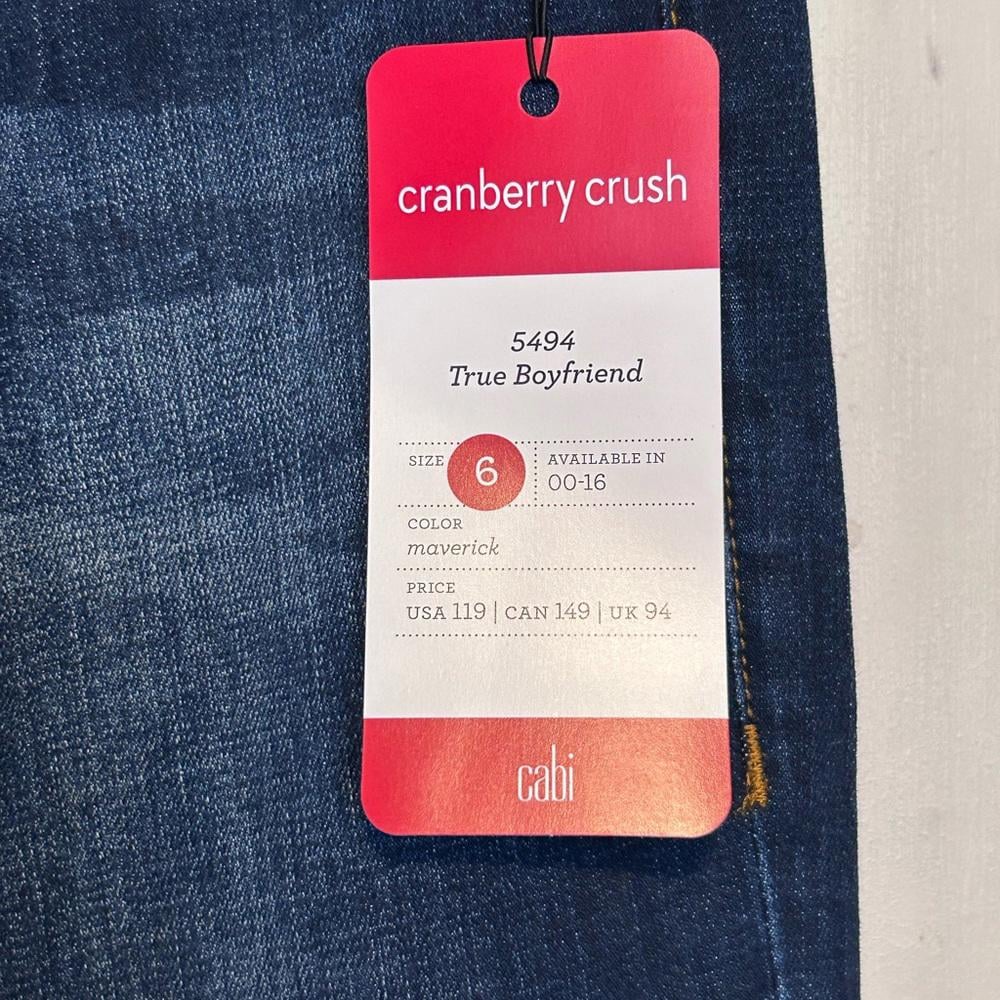 cranberry crush
5494
True Boyfriend
SIZE 6
AVAILABLE IN
00-16
COLOR
maverick
PRICE
USA 119 | CAN 149 | UK 94
cabi